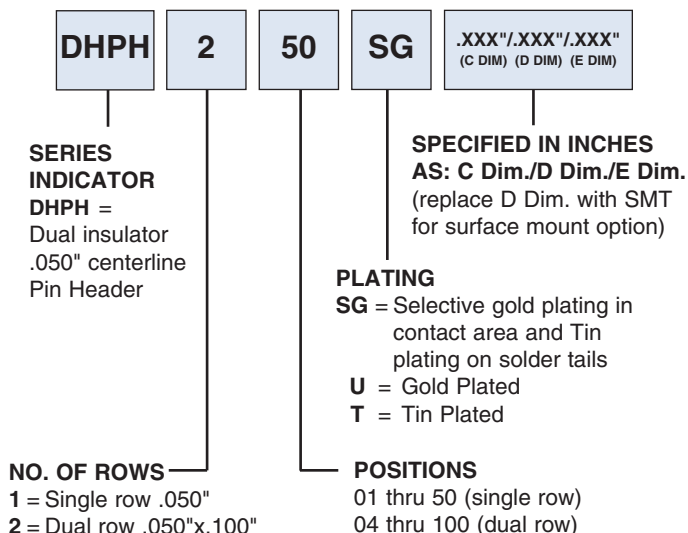 DHPH 2 50 SG .XXX"/.XXX"/.XXX"
(C DIM) (D DIM) (E DIM)
SERIES
INDICATOR
DHPH =
Dual insulator
.050" centerline
Pin Header
SPECIFIED IN INCHES
AS: C Dim./D Dim./E Dim.
(replace D Dim. with SMT
for surface mount option)
PLATING
SG = Selective gold plating in
contact area and Tin
plating on solder tails
U = Gold Plated
T = Tin Plated
NO. OF ROWS
1 = Single row .050"
2 = Dual row .050"x.100"
POSITIONS
01 thru 50 (single row)
04 thru 100 (dual row)